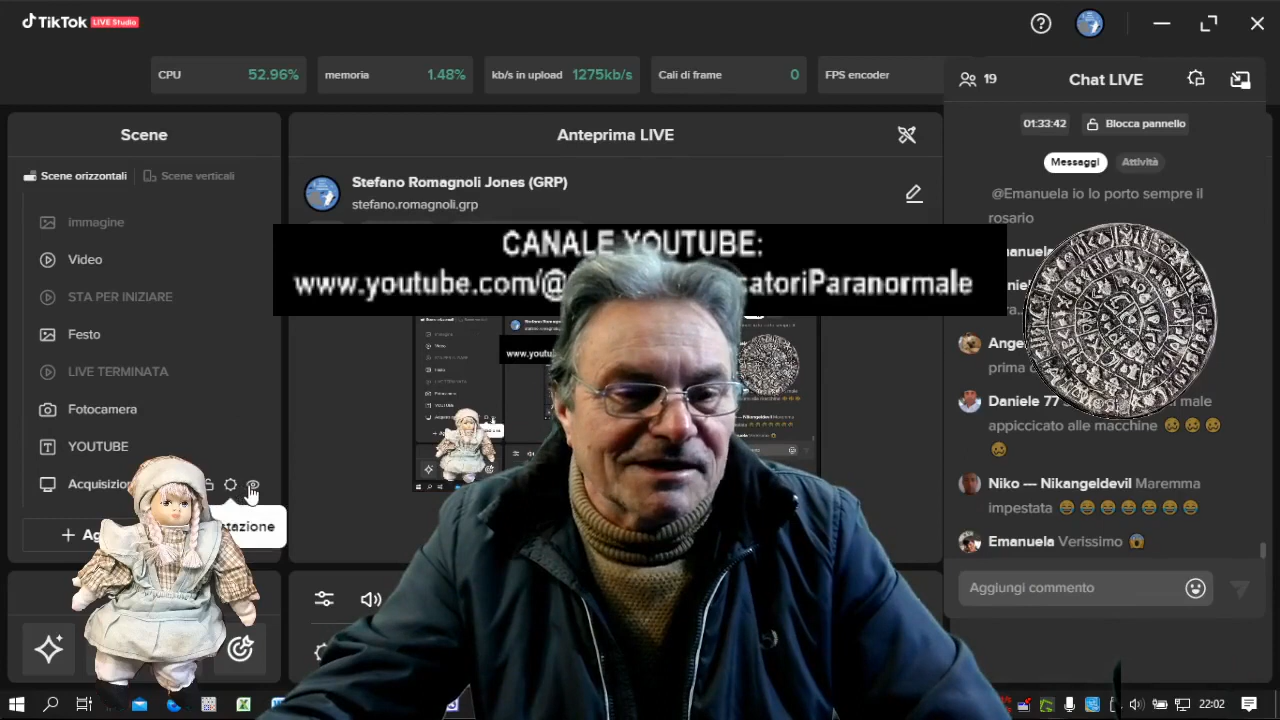 TikTok LIVE Studio
CPU 52.96%
memoria 1.48%
kb/s in upload 1275kb/s
Cali di frame 0
FPS encoder
19
Chat LIVE
Scene
Anteprima LIVE
01:33:42
Blocca pannello
Scene orizzontali
Scene verticali
Messaggi
Attività
Stefano Romagnoli Jones (GRP)
stefano.romagnoli.grp
@Emanuela io lo porto sempre il
rosario
Immagine
Video
STA PER INIZIARE
Festo
LIVE TERMINATA
Fotocamera
YOUTUBE
CANALE YOUTUBE:
www.youtube.com/@
catoriParanormale
prima
Daniele 77
male
appiccicato alle macchine
Niko --- Nikangeldevil Maremma
impestata
Emanuela Verissimo
Aggiungi commento
22:02